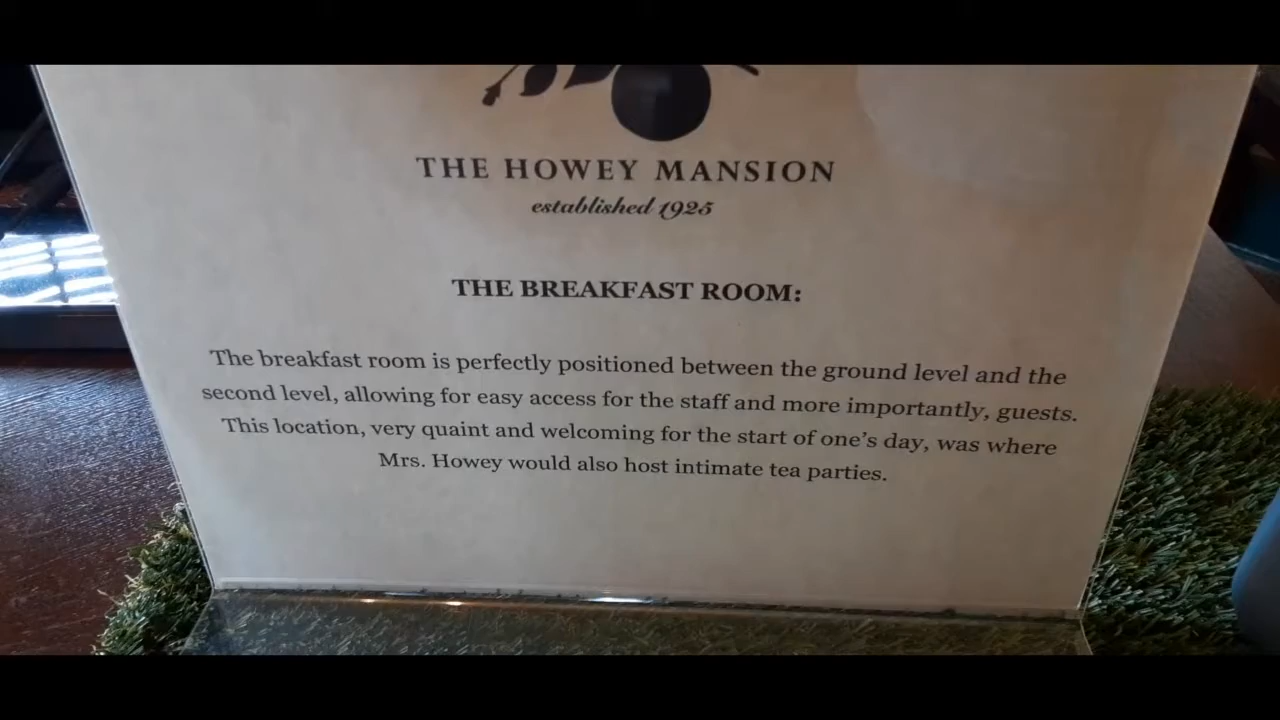 THE HOWEY MANSION
established 1925
THE BREAKFAST ROOM:
The breakfast room is perfectly positioned between the ground level and the
second level, allowing for easy access for the staff and more importantly, guests.
This location, very quaint and welcoming for the start of one's day, was where
Mrs. Howey would also host intimate tea parties.